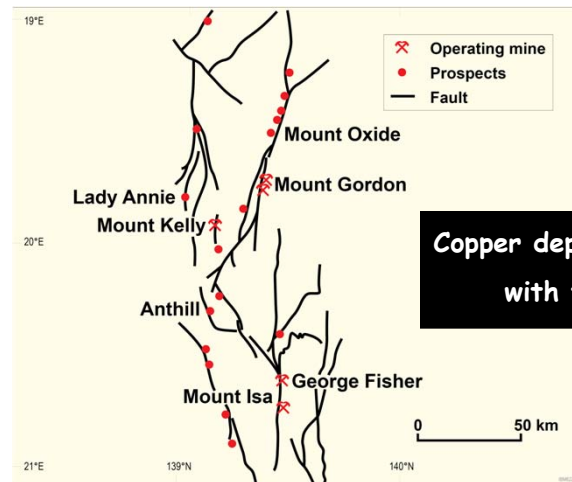 19°E
Operating mine
Prospects
Fault
Mount Oxide
Mount Gordon
Lady Annie
Mount Kelly
20°E
Copper dep
with
Anthill
George Fisher
Mount Isa
0 50 km
21°E
139°N
140°N